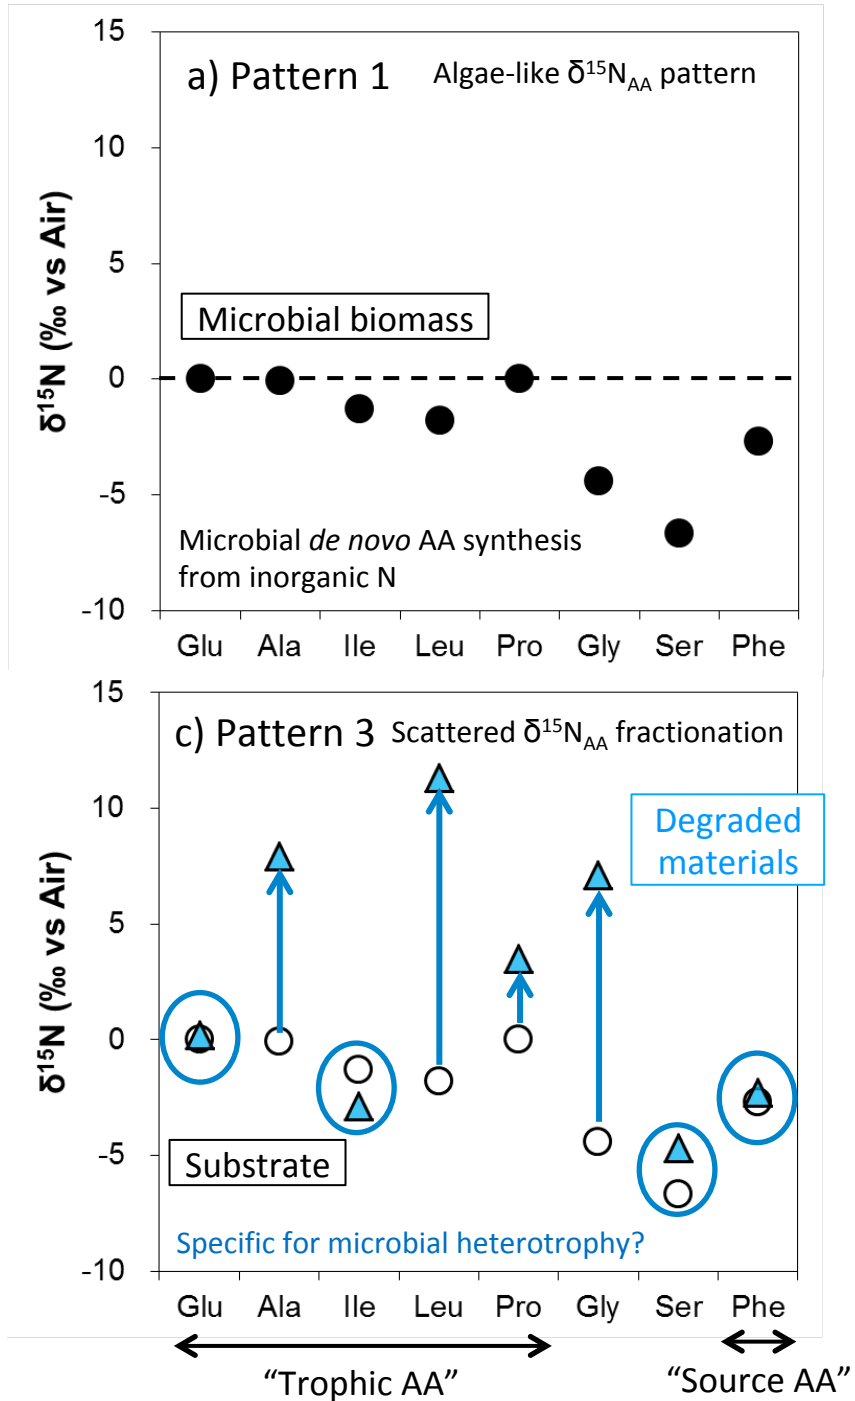 a) Pattern 1
Algae-like δ¹⁵N_AA pattern
15
10
5
0
-5
-10
δ¹⁵N (‰ vs Air)
Microbial biomass
Microbial de novo AA synthesis
from inorganic N
Glu Ala Ile Leu Pro Gly Ser Phe
c) Pattern 3
Scattered δ¹⁵N_AA fractionation
15
10
5
0
-5
-10
δ¹⁵N (‰ vs Air)
Degraded
materials
Substrate
Specific for microbial heterotrophy?
Glu Ala Ile Leu Pro Gly Ser Phe
“Trophic AA”
“Source AA”